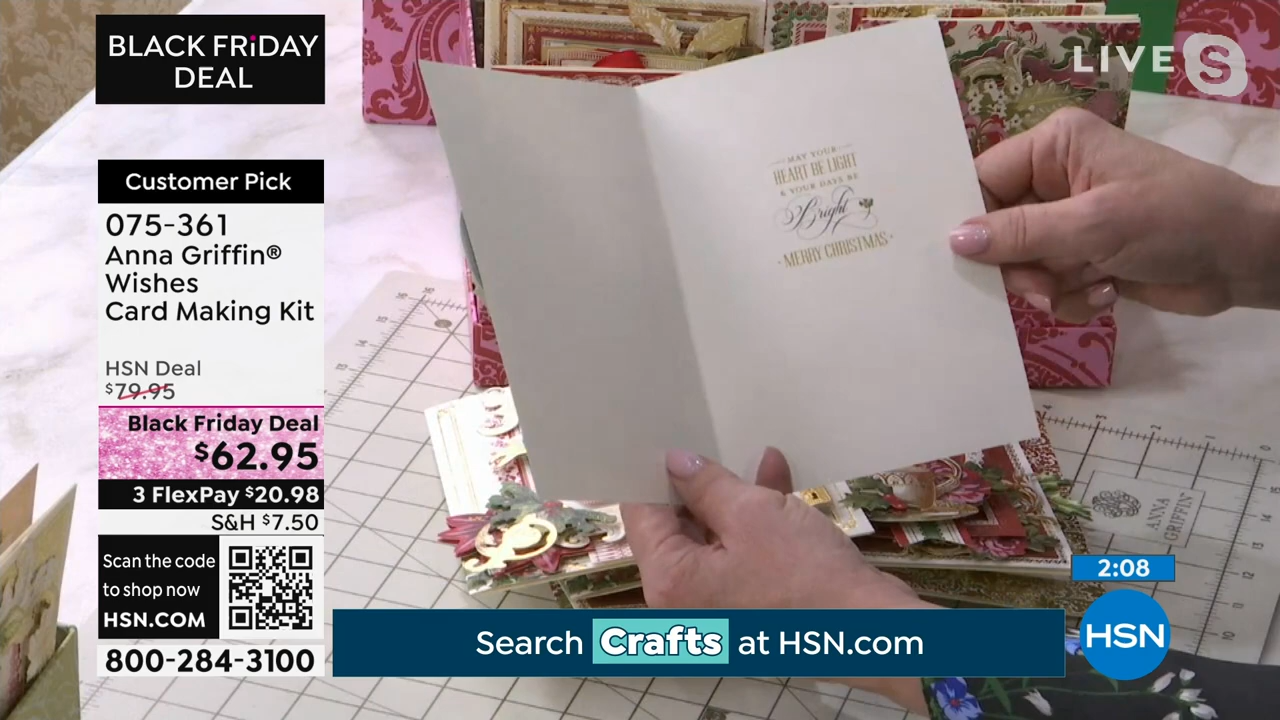 BLACK FRiDAY
DEAL
Customer Pick
075-361
Anna Griffin®
Wishes
Card Making Kit
HSN Deal
$79.95
Black Friday Deal
$62.95
3 FlexPay $20.98
S&H $7.50
Scan the code
to shop now
HSN.COM
800-284-3100
LIVE S
MAY YOUR
HEART BE LIGHT
& YOUR DAYS BE
Bright
MERRY CHRISTMAS
ANNA
GRIFFIN
2:08
HSN
Search Crafts at HSN.com